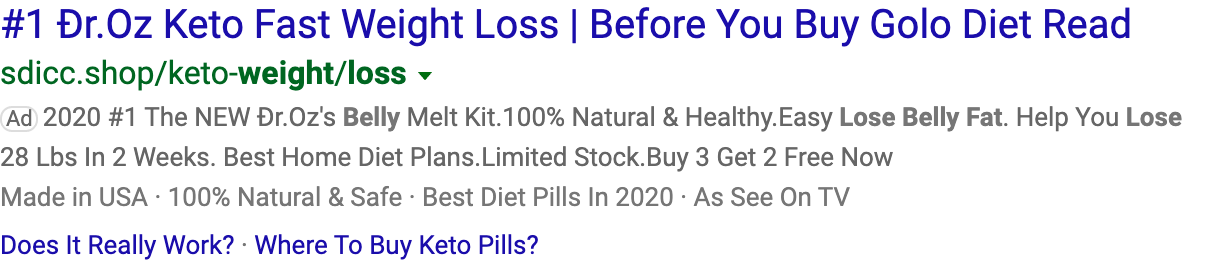 #1 Ðr.Oz Keto Fast Weight Loss | Before You Buy Golo Diet Read
sdicc.shop/keto-weight/loss
Ad 2020 #1 The NEW Ðr.Oz's Belly Melt Kit.100% Natural & Healthy.Easy Lose Belly Fat. Help You Lose
28 Lbs In 2 Weeks. Best Home Diet Plans.Limited Stock.Buy 3 Get 2 Free Now
Made in USA · 100% Natural & Safe · Best Diet Pills In 2020 · As See On TV
Does It Really Work? · Where To Buy Keto Pills?